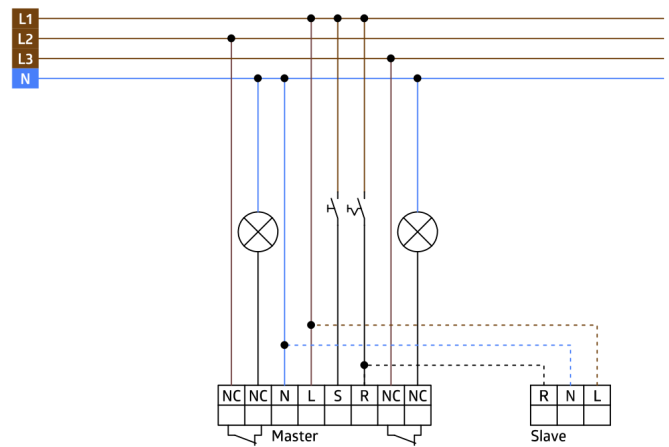 L1
L2
L3
N
NC NC N L S R NC NC
R N L
Master
Slave